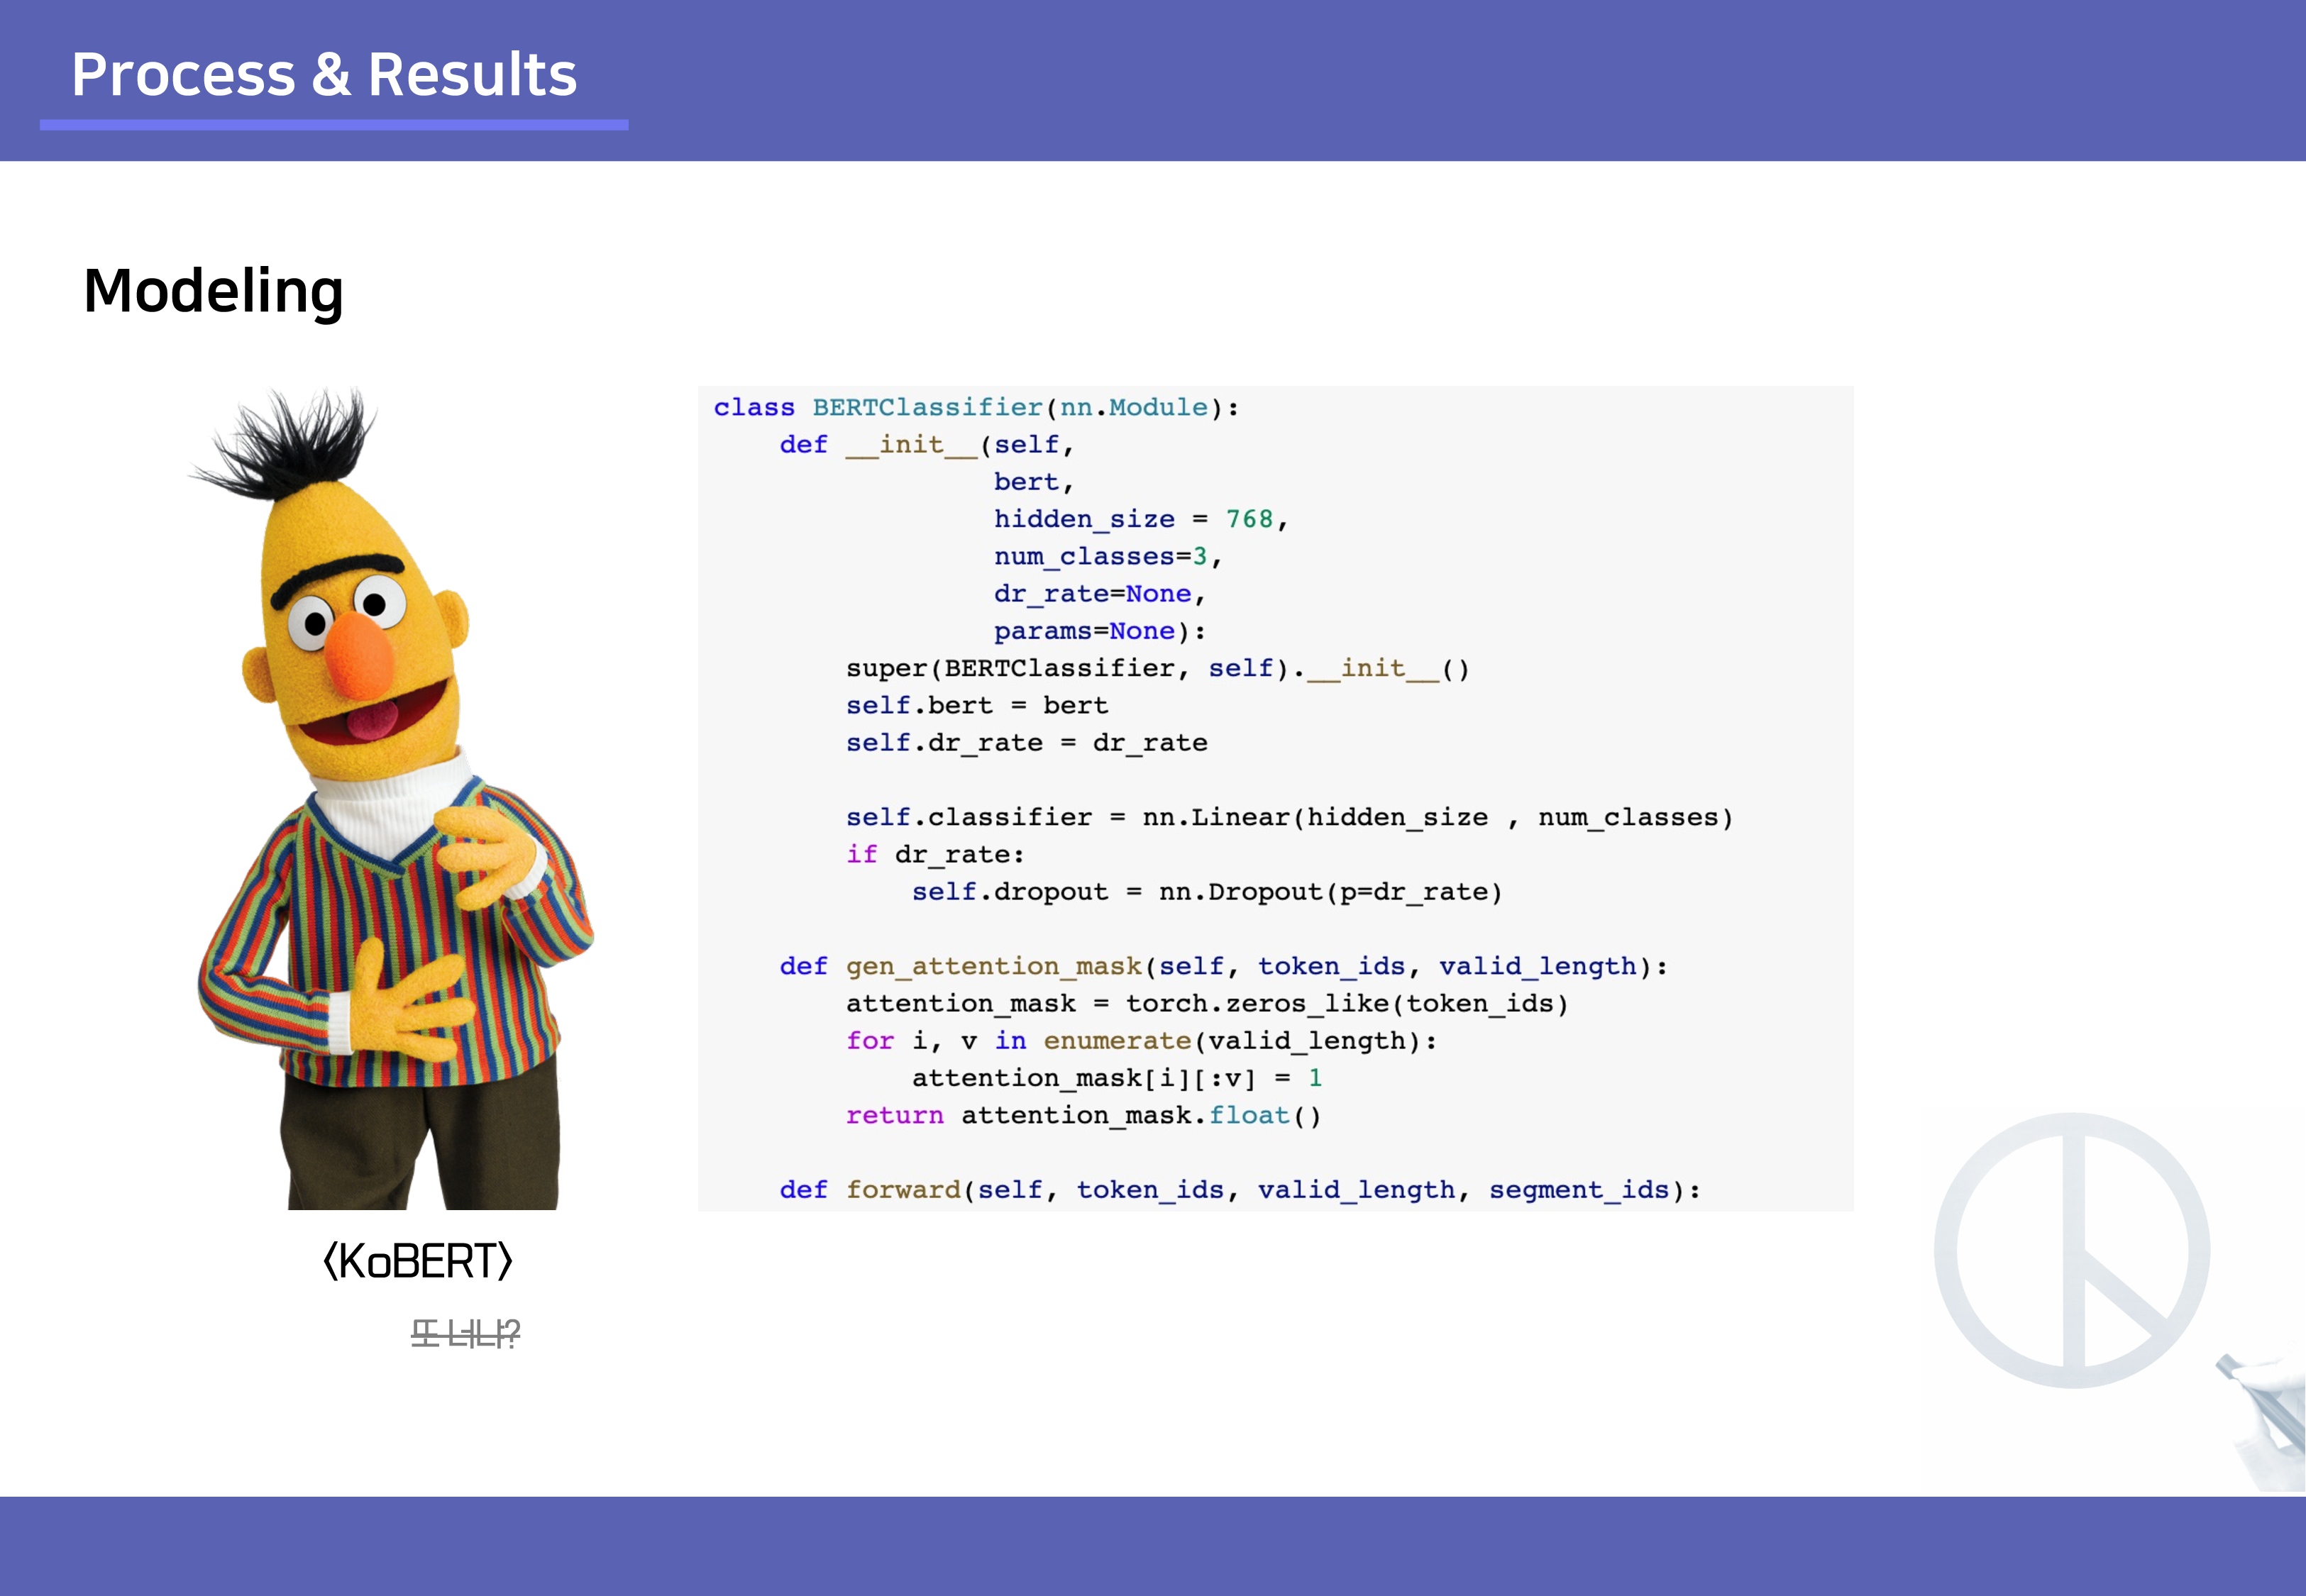 Process & Results
Modeling
class BERTClassifier(nn.Module):
    def __init__(self,
                 bert,
                 hidden_size = 768,
                 num_classes=3,
                 dr_rate=None,
                 params=None):
        super(BERTClassifier, self).__init__()
        self.bert = bert
        self.dr_rate = dr_rate
        self.classifier = nn.Linear(hidden_size , num_classes)
        if dr_rate:
            self.dropout = nn.Dropout(p=dr_rate)
    def gen_attention_mask(self, token_ids, valid_length):
        attention_mask = torch.zeros_like(token_ids)
        for i, v in enumerate(valid_length):
            attention_mask[i][:v] = 1
        return attention_mask.float()
    def forward(self, token_ids, valid_length, segment_ids):
〈KoBERT〉
또 네냐?